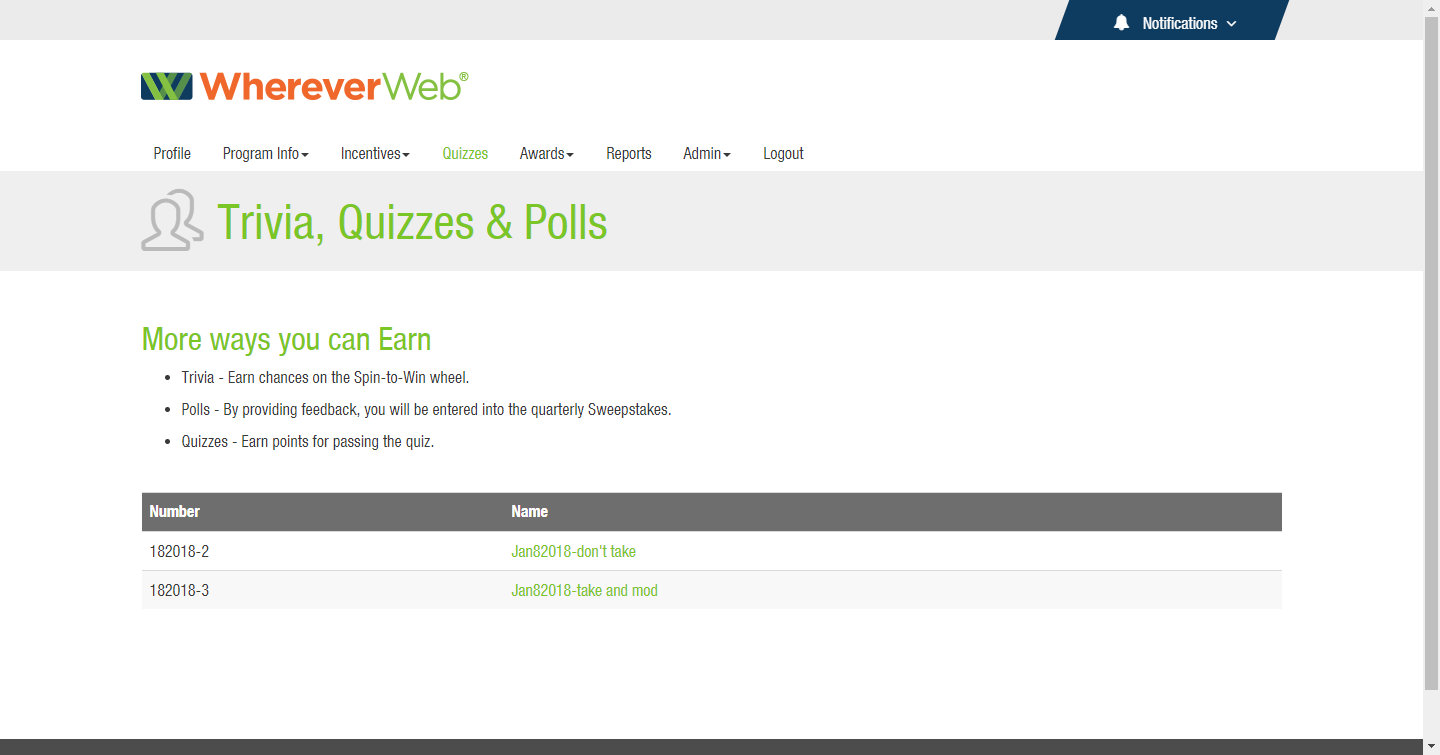 Notifications
WhereverWeb®
Profile Program Info Incentives Quizzes Awards Reports Admin Logout
Trivia, Quizzes & Polls
More ways you can Earn
• Trivia - Earn chances on the Spin-to-Win wheel.
• Polls - By providing feedback, you will be entered into the quarterly Sweepstakes.
• Quizzes - Earn points for passing the quiz.
Number Name
182018-2 Jan82018-don't take
182018-3 Jan82018-take and mod